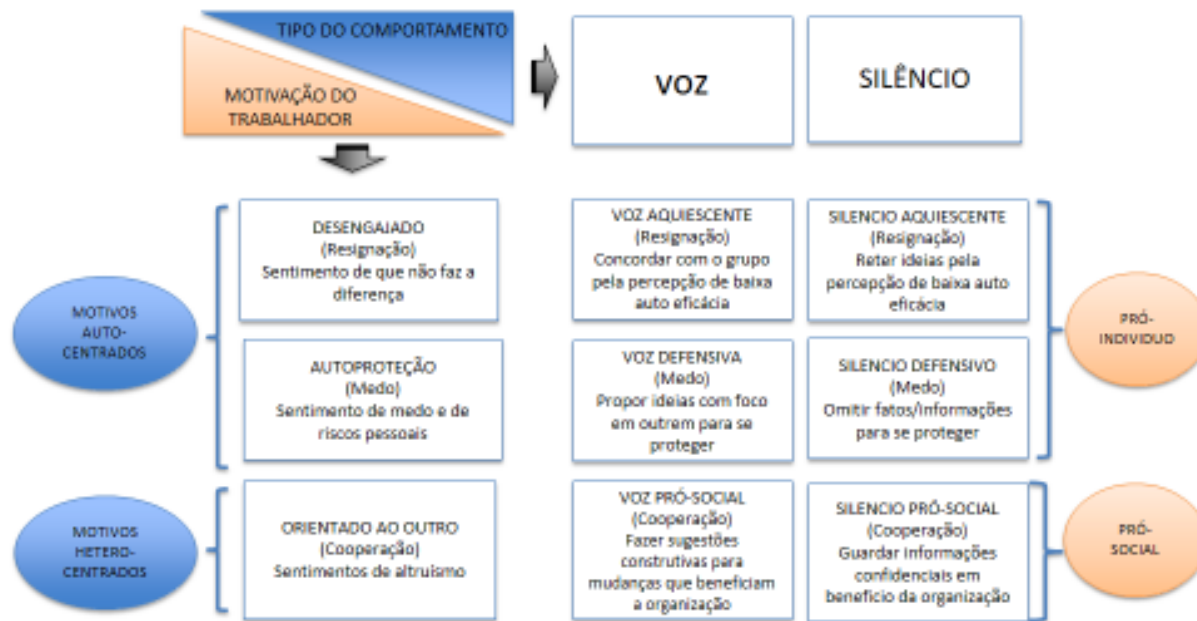 TIPO DO COMPORTAMENTO
MOTIVAÇÃO DO
TRABALHADOR
VOZ
SILÊNCIO
MOTIVOS
AUTO-
CENTRADOS
DESENGAJADO
(Resignação)
Sentimento de que não faz a
diferença
VOZ AQUIESCENTE
(Resignação)
Concordar com o grupo
pela percepção de baixa
auto eficácia
SILENCIO AQUIESCENTE
(Resignação)
Reter ideias pela
percepção de baixa auto
eficácia
PRÓ-
INDIVIDUO
AUTOPROTEÇÃO
(Medo)
Sentimento de medo e de
riscos pessoais
VOZ DEFENSIVA
(Medo)
Propor ideias com foco
em outrem para se
proteger
SILENCIO DEFENSIVO
(Medo)
Omitir fatos/informações
para se proteger
MOTIVOS
HETERO-
CENTRADOS
ORIENTADO AO OUTRO
(Cooperação)
Sentimentos de altruismo
VOZ PRÓ-SOCIAL
(Cooperação)
Fazer sugestões
construtivas para
mudanças que beneficiam
a organização
SILENCIO PRÓ-SOCIAL
(Cooperação)
Guardar informações
confidenciais em
beneficio da organização
PRÓ-
SOCIAL